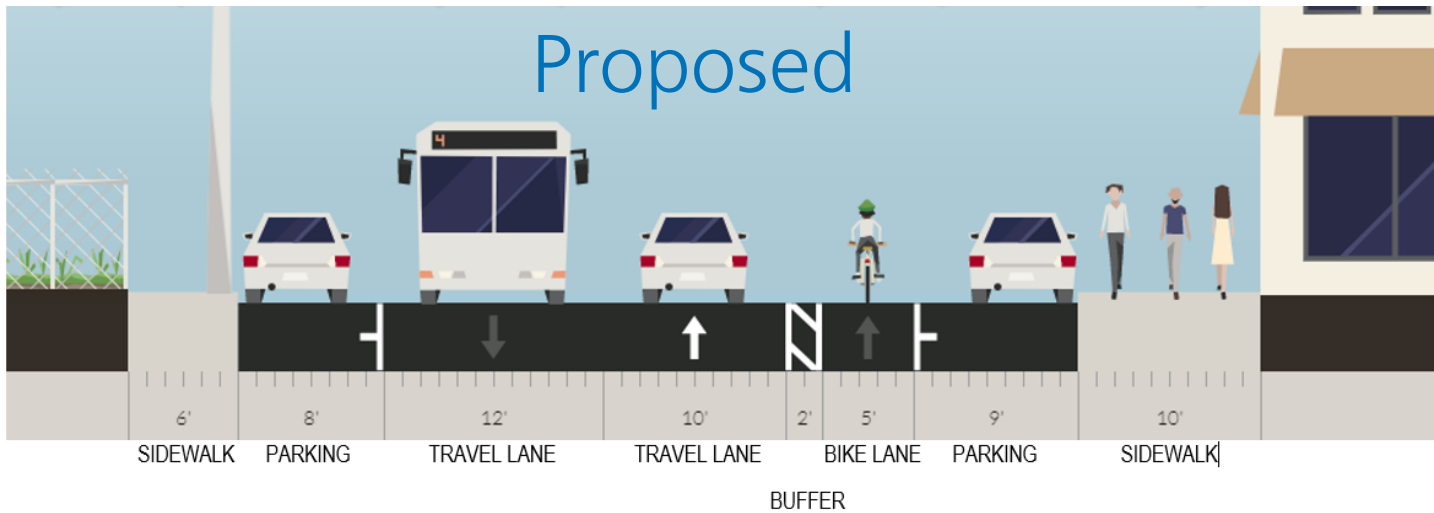 Proposed
4
6' 8' 12' 10' 2' 5' 9' 10'
SIDEWALK PARKING TRAVEL LANE TRAVEL LANE BIKE LANE PARKING SIDEWALK
BUFFER